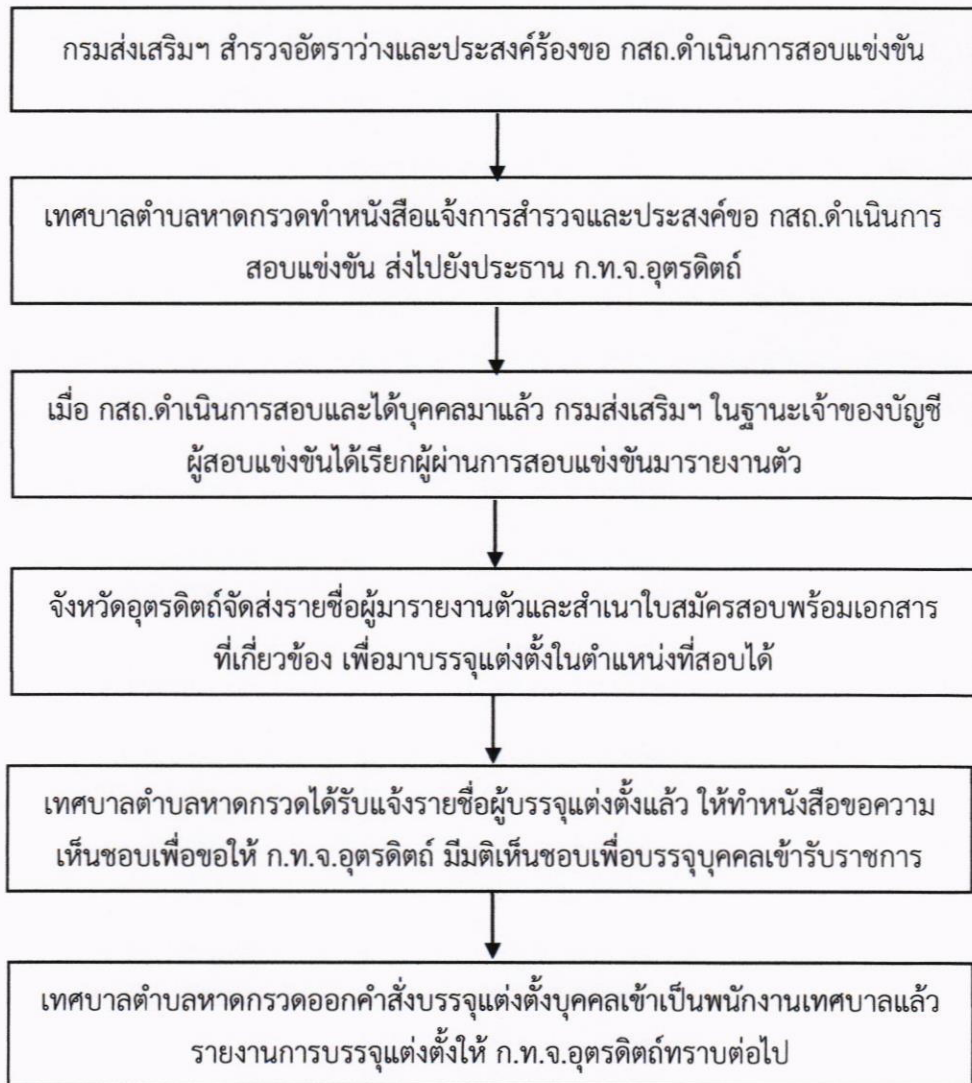 กรมส่งเสริมฯ สำรวจอัตราว่างและประสงค์ร้องขอ กสถ.ดำเนินการสอบแข่งขัน
เทศบาลตำบลหาดกรวดทำหนังสือแจ้งการสำรวจและประสงค์ขอ กสถ.ดำเนินการ
สอบแข่งขัน ส่งไปยังประธาน ก.ท.จ.อุตรดิตถ์
เมื่อ กสถ.ดำเนินการสอบและได้บุคคลมาแล้ว กรมส่งเสริมฯ ในฐานะเจ้าของบัญชี
ผู้สอบแข่งขันได้เรียกผู้ผ่านการสอบแข่งขันมารายงานตัว
จังหวัดอุตรดิตถ์จัดส่งรายชื่อผู้มารายงานตัวและสำเนาใบสมัครสอบพร้อมเอกสาร
ที่เกี่ยวข้อง เพื่อมาบรรจุแต่งตั้งในตำแหน่งที่สอบได้
เทศบาลตำบลหาดกรวดได้รับแจ้งรายชื่อผู้บรรจุแต่งตั้งแล้ว ให้ทำหนังสือขอความ
เห็นชอบเพื่อขอให้ ก.ท.จ.อุตรดิตถ์ มีมติเห็นชอบเพื่อบรรจุบุคคลเข้ารับราชการ
เทศบาลตำบลหาดกรวดออกคำสั่งบรรจุแต่งตั้งบุคคลเข้าเป็นพนักงานเทศบาลแล้ว
รายงานการบรรจุแต่งตั้งให้ ก.ท.จ.อุตรดิตถ์ทราบต่อไป